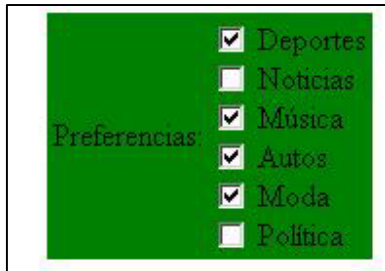 Deportes
Noticias
Música
Preferencias:
Autos
Moda
Política